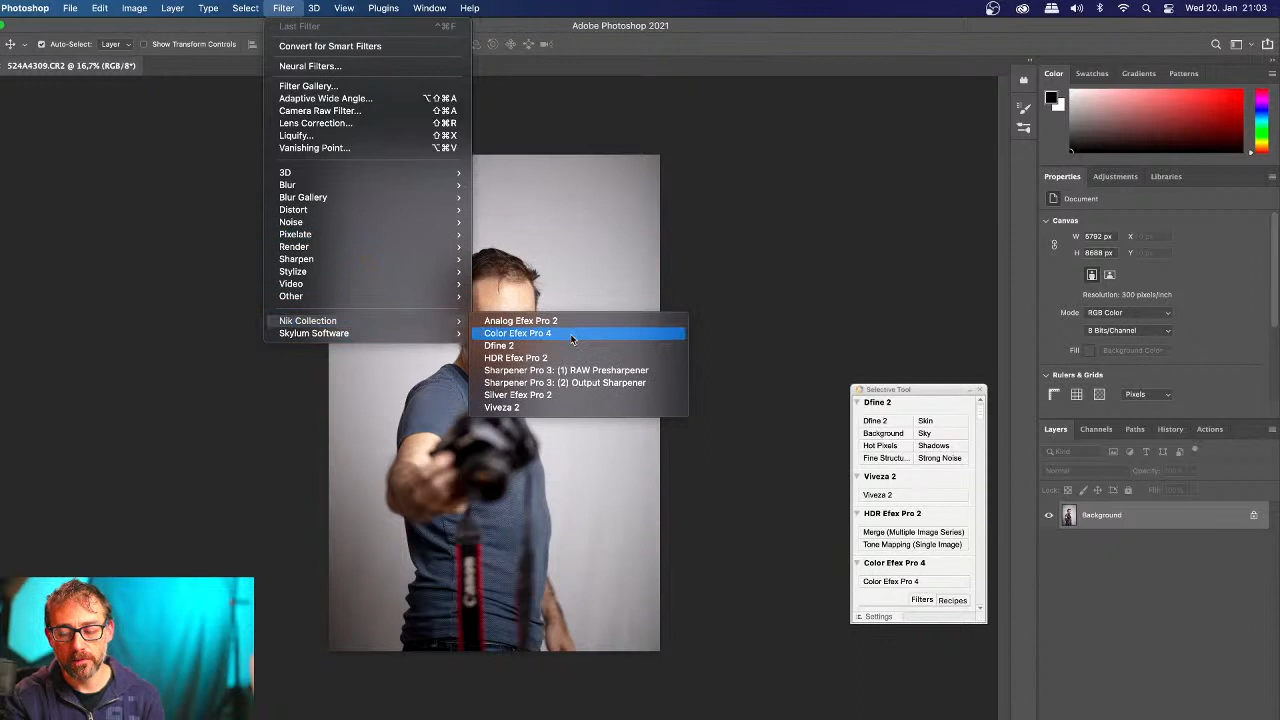 Photoshop File Edit Image Layer Type Select Filter 3D View Plugins Window Help Wed 20. Jan 21:03
Adobe Photoshop 2021
Auto-Select: Layer Show Transform Controls
524A4309.CR2 @ 16,7% (RGB/8*)
Last Filter ^⌘F
Convert for Smart Filters
Neural Filters...
Filter Gallery...
Adaptive Wide Angle... ⌥⇧⌘A
Camera Raw Filter... ⇧⌘A
Lens Correction... ⇧⌘R
Liquify... ⇧⌘X
Vanishing Point... ⌥⌘V
3D
Blur
Blur Gallery
Distort
Noise
Pixelate
Render
Sharpen
Stylize
Video
Other
Nik Collection
Skylum Software
Analog Efex Pro 2
Color Efex Pro 4
Dfine 2
HDR Efex Pro 2
Sharpener Pro 3: (1) RAW Presharpener
Sharpener Pro 3: (2) Output Sharpener
Silver Efex Pro 2
Viveza 2
Canon
Selective Tool
Dfine 2
Dfine 2 Skin
Background Sky
Hot Pixels Shadows
Fine Structu... Strong Noise
Viveza 2
Viveza 2
HDR Efex Pro 2
Merge (Multiple Image Series)
Tone Mapping (Single Image)
Color Efex Pro 4
Color Efex Pro 4
Filters Recipes
Settings
Color Swatches Gradients Patterns
Properties Adjustments Libraries
Document
Canvas
W 5792 px X
H 8688 px Y
Resolution: 300 pixels/inch
Mode RGB Color
8 Bits/Channel
Fill Background Color
Rulers & Grids
Pixels
Layers Channels Paths History Actions
Kind
Normal Opacity:
Lock: Fill:
Background